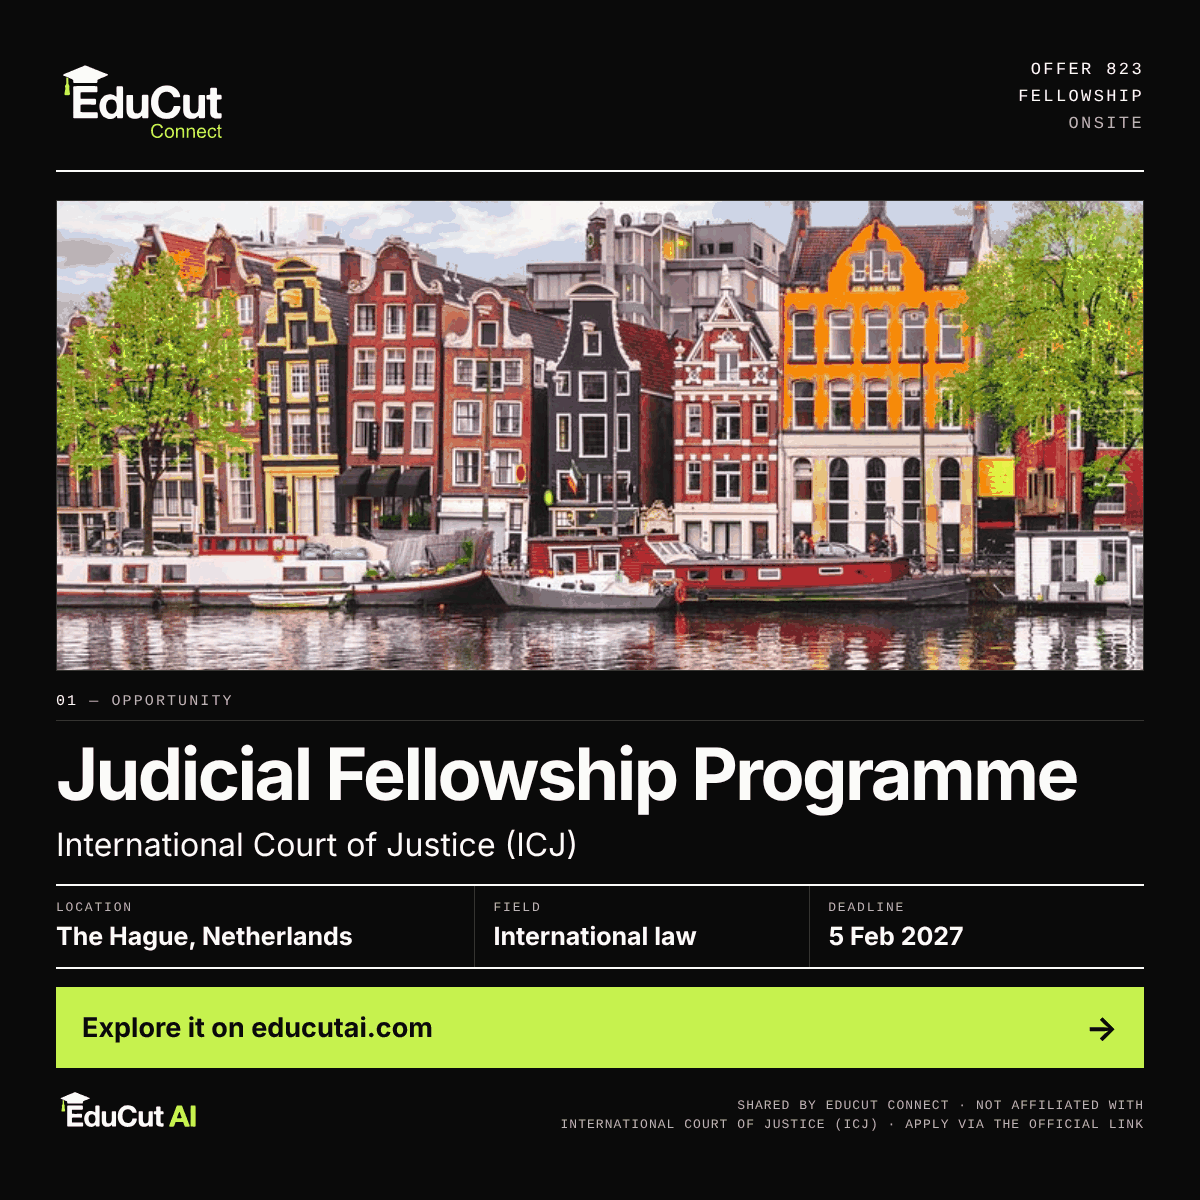 EduCut
Connect
OFFER 823
FELLOWSHIP
ONSITE
01 — OPPORTUNITY
Judicial Fellowship Programme
International Court of Justice (ICJ)
LOCATION
The Hague, Netherlands
FIELD
International law
DEADLINE
5 Feb 2027
Explore it on educutai.com →
EduCut AI
SHARED BY EDUCUT CONNECT · NOT AFFILIATED WITH
INTERNATIONAL COURT OF JUSTICE (ICJ) · APPLY VIA THE OFFICIAL LINK